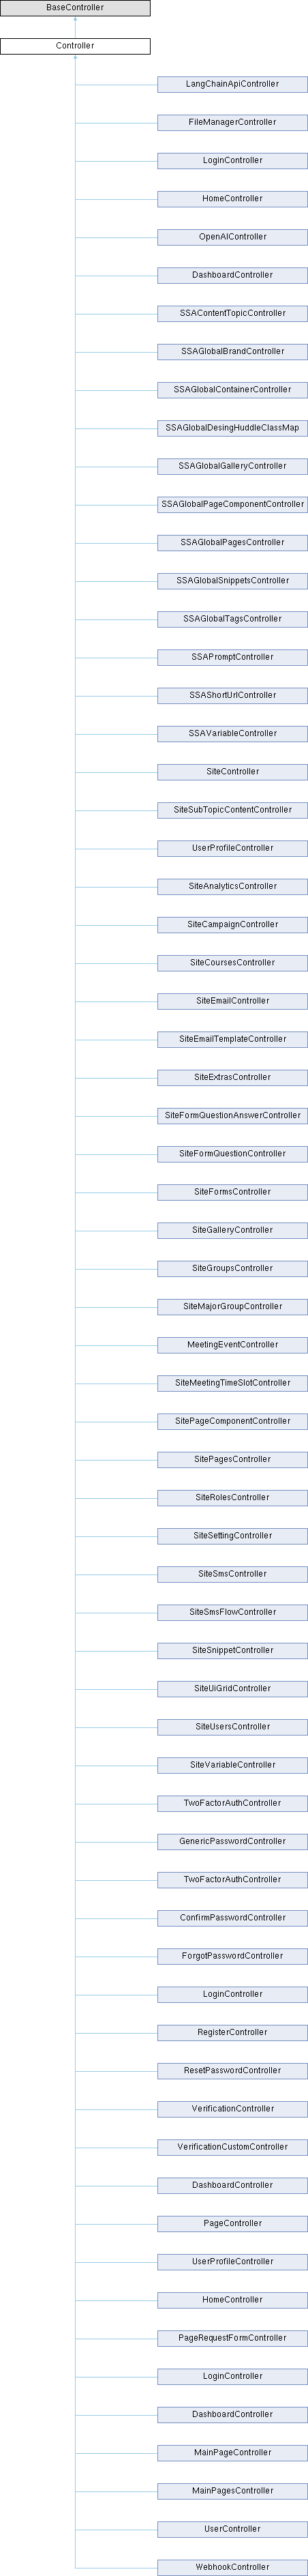 BaseController
Controller
LangChainApiController
FileManagerController
LoginController
HomeController
OpenAIController
DashboardController
SSAContentTopicController
SSAGlobalBrandController
SSAGlobalContainerController
SSAGlobalDesingHuddleClassMap
SSAGlobalGalleryController
SSAGlobalPageComponentController
SSAGlobalPagesController
SSAGlobalSnippetsController
SSAGlobalTagsController
SSAPromptController
SSAShortUrlController
SSAVariableController
SiteController
SiteSubTopicContentController
UserProfileController
SiteAnalyticsController
SiteCampaignController
SiteCoursesController
SiteEmailController
SiteEmailTemplateController
SiteExtrasController
SiteFormQuestionAnswerController
SiteFormQuestionController
SiteFormsController
SiteGalleryController
SiteGroupsController
SiteMajorGroupController
MeetingEventController
SiteMeetingTimeSlotController
SitePageComponentController
SitePagesController
SiteRolesController
SiteSettingController
SiteSmsController
SiteSmsFlowController
SiteSnippetController
SiteUiGridController
SiteUsersController
SiteVariableController
TwoFactorAuthController
GenericPasswordController
TwoFactorAuthController
ConfirmPasswordController
ForgotPasswordController
LoginController
RegisterController
ResetPasswordController
VerificationController
VerificationCustomController
DashboardController
PageController
UserProfileController
HomeController
PageRequestFormController
LoginController
DashboardController
MainPageController
MainPagesController
UserController
WebhookController